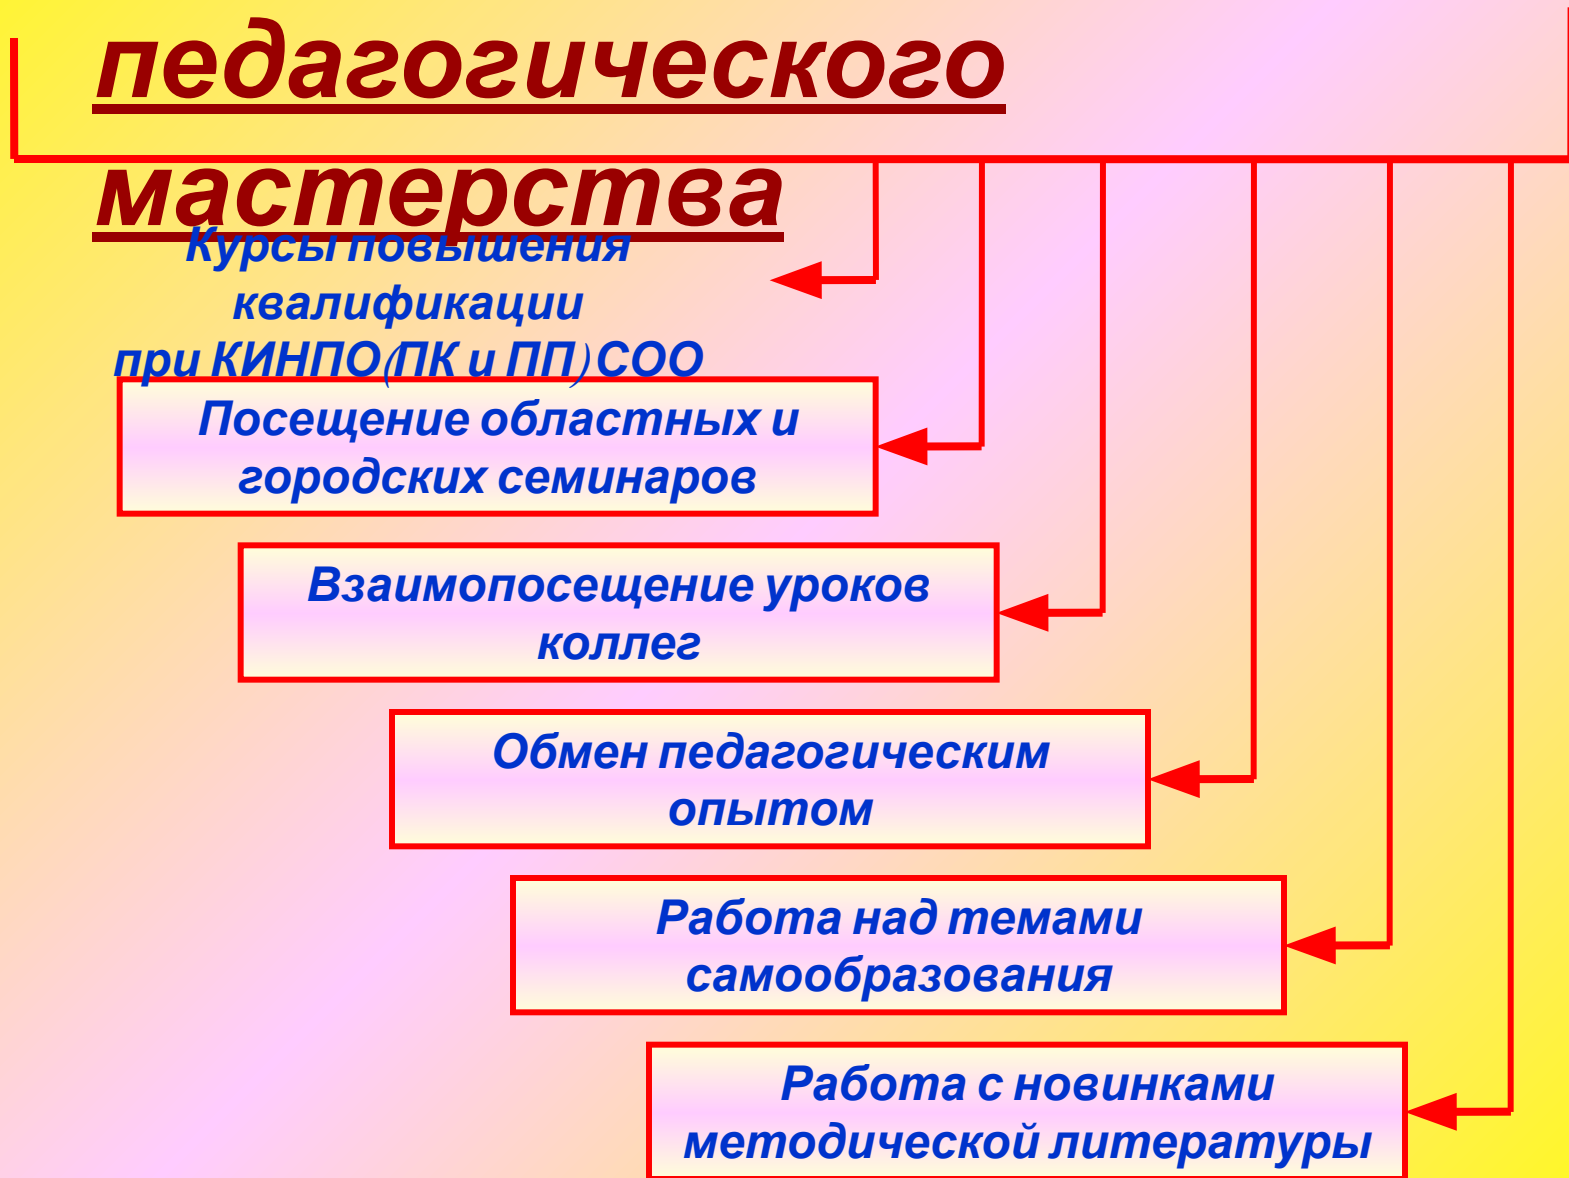 педагогического
мастерства
Курсы повышения
квалификации
при КИНПО(ПК и ПП)СОО
Посещение областных и
городских семинаров
Взаимопосещение уроков
коллег
Обмен педагогическим
опытом
Работа над темами
самообразования
Работа с новинками
методической литературы